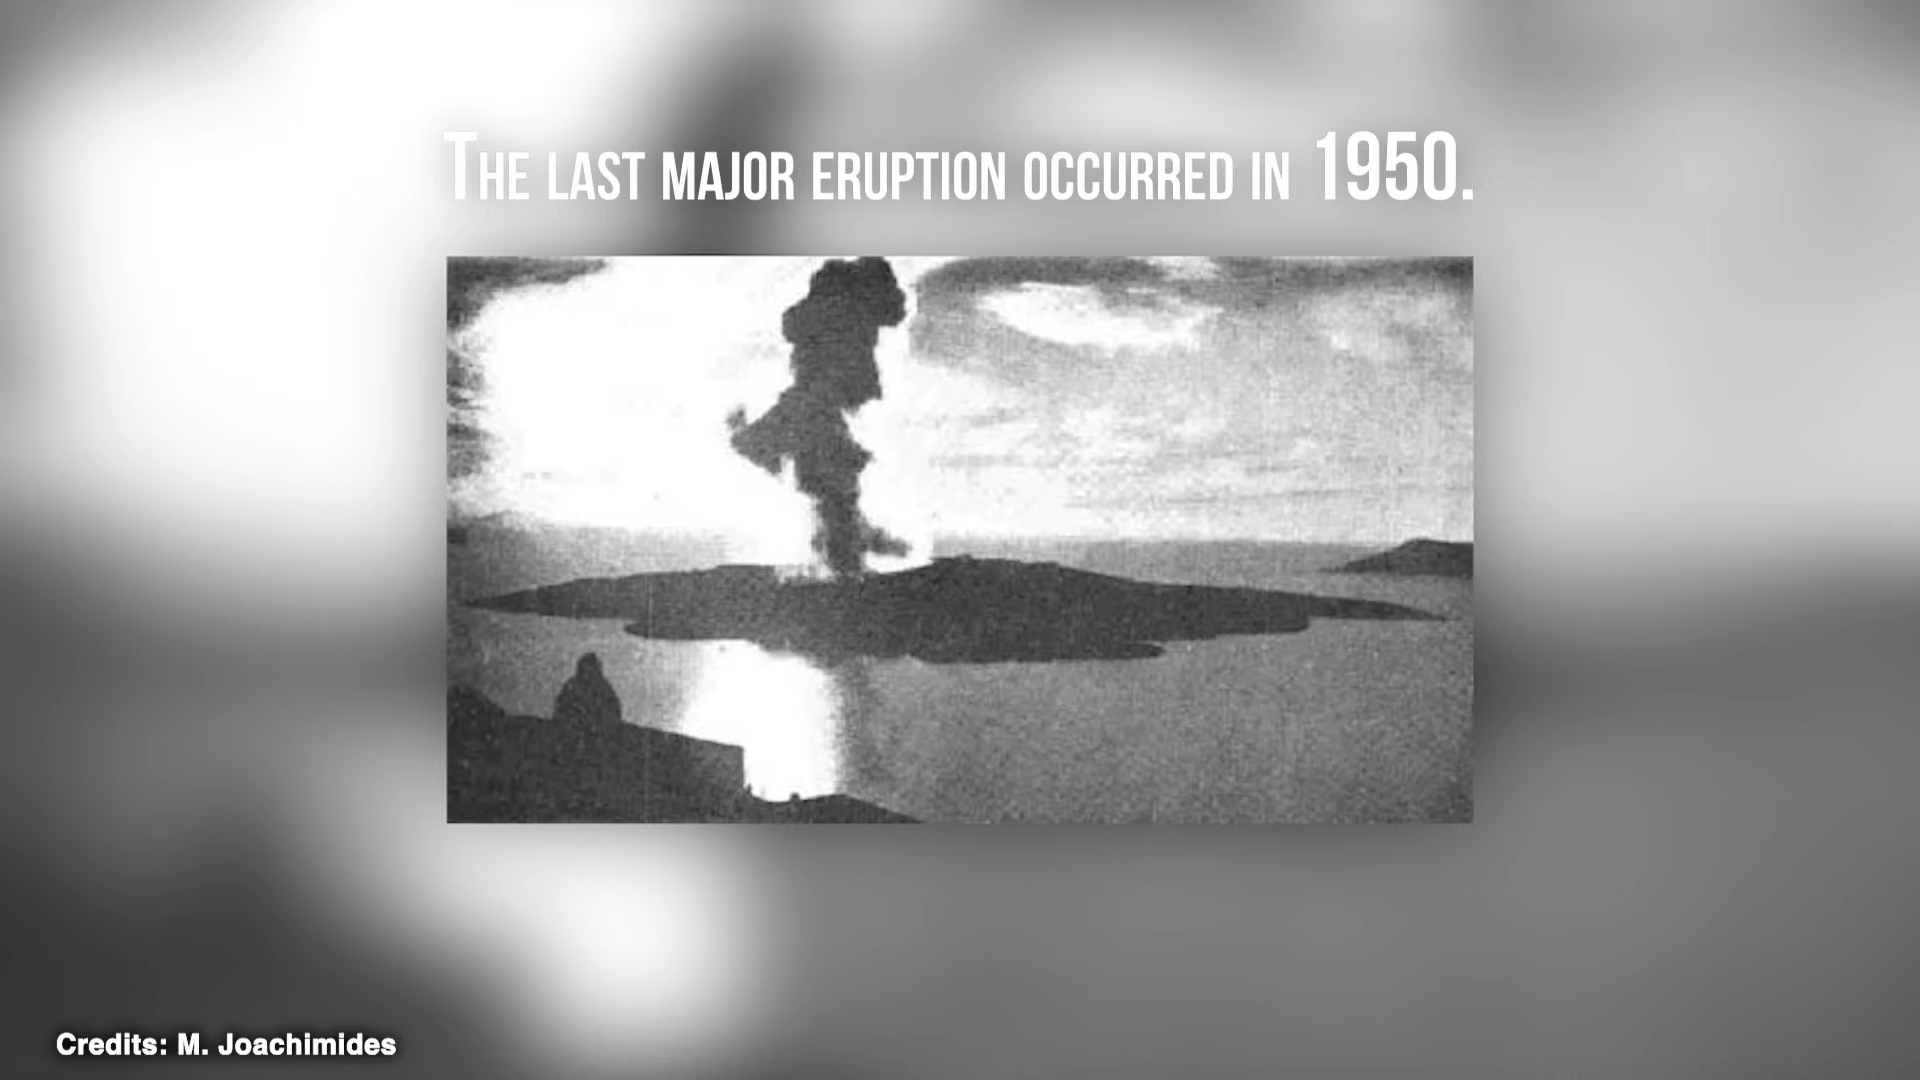 The last major eruption occurred in 1950.
Credits: M. Joachimides